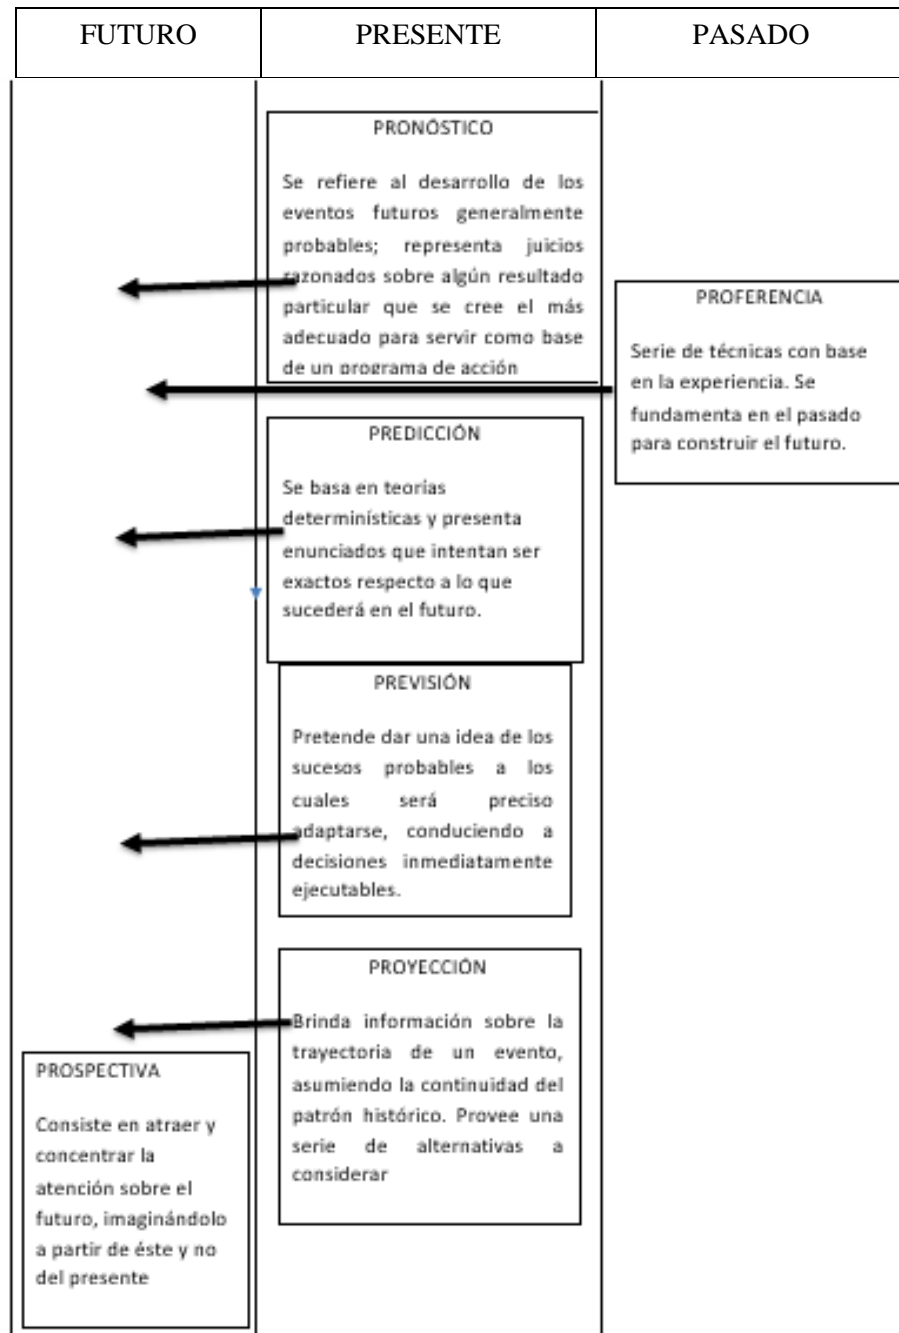 FUTURO
PRESENTE
PASADO
PRONÓSTICO
Se refiere al desarrollo de los
eventos futuros generalmente
probables; representa juicios
razonados sobre algún resultado
particular que se cree el más
adecuado para servir como base
de un programa de acción
PROFERENCIA
Serie de técnicas con base
en la experiencia. Se
fundamenta en el pasado
para construir el futuro.
PREDICCIÓN
Se basa en teorías
determinísticas y presenta
enunciados que intentan ser
exactos respecto a lo que
sucederá en el futuro.
PREVISIÓN
Pretende dar una idea de los
sucesos probables a los
cuales será preciso
adaptarse, conduciendo a
decisiones inmediatamente
ejecutables.
PROYECCIÓN
Brinda información sobre la
trayectoria de un evento,
asumiendo la continuidad del
patrón histórico. Provee una
serie de alternativas a
considerar
PROSPECTIVA
Consiste en atraer y
concentrar la
atención sobre el
futuro, imaginándolo
a partir de éste y no
del presente